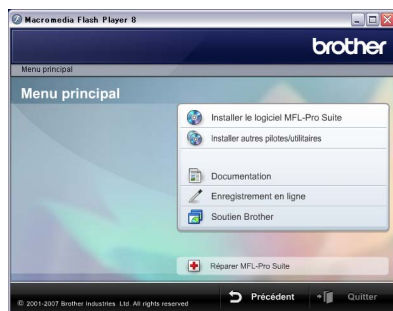 Macromedia Flash Player 8
brother
Menu principal
Menu principal
Installer le logiciel MFL-Pro Suite
Installer autres pilotes/utilitaires
Documentation
Enregistrement en ligne
Soutien Brother
Réparer MFL-Pro Suite
© 2001-2007 Brother Industries Ltd. All rights reserved
Précédent
Quitter